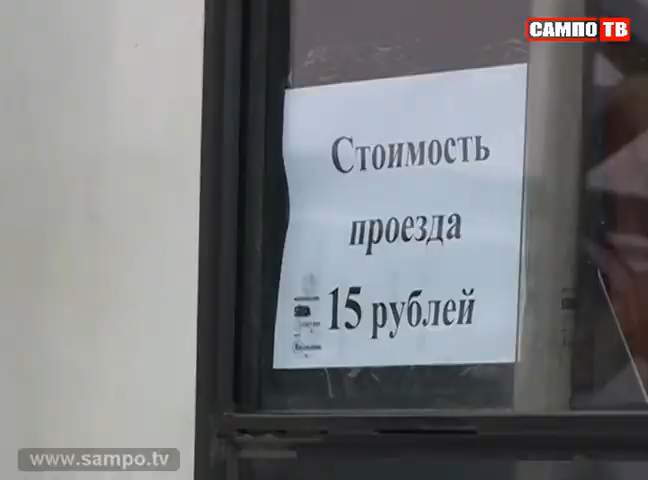 САМПО ТВ
Стоимость
проезда
15 рублей
www.sampo.tv